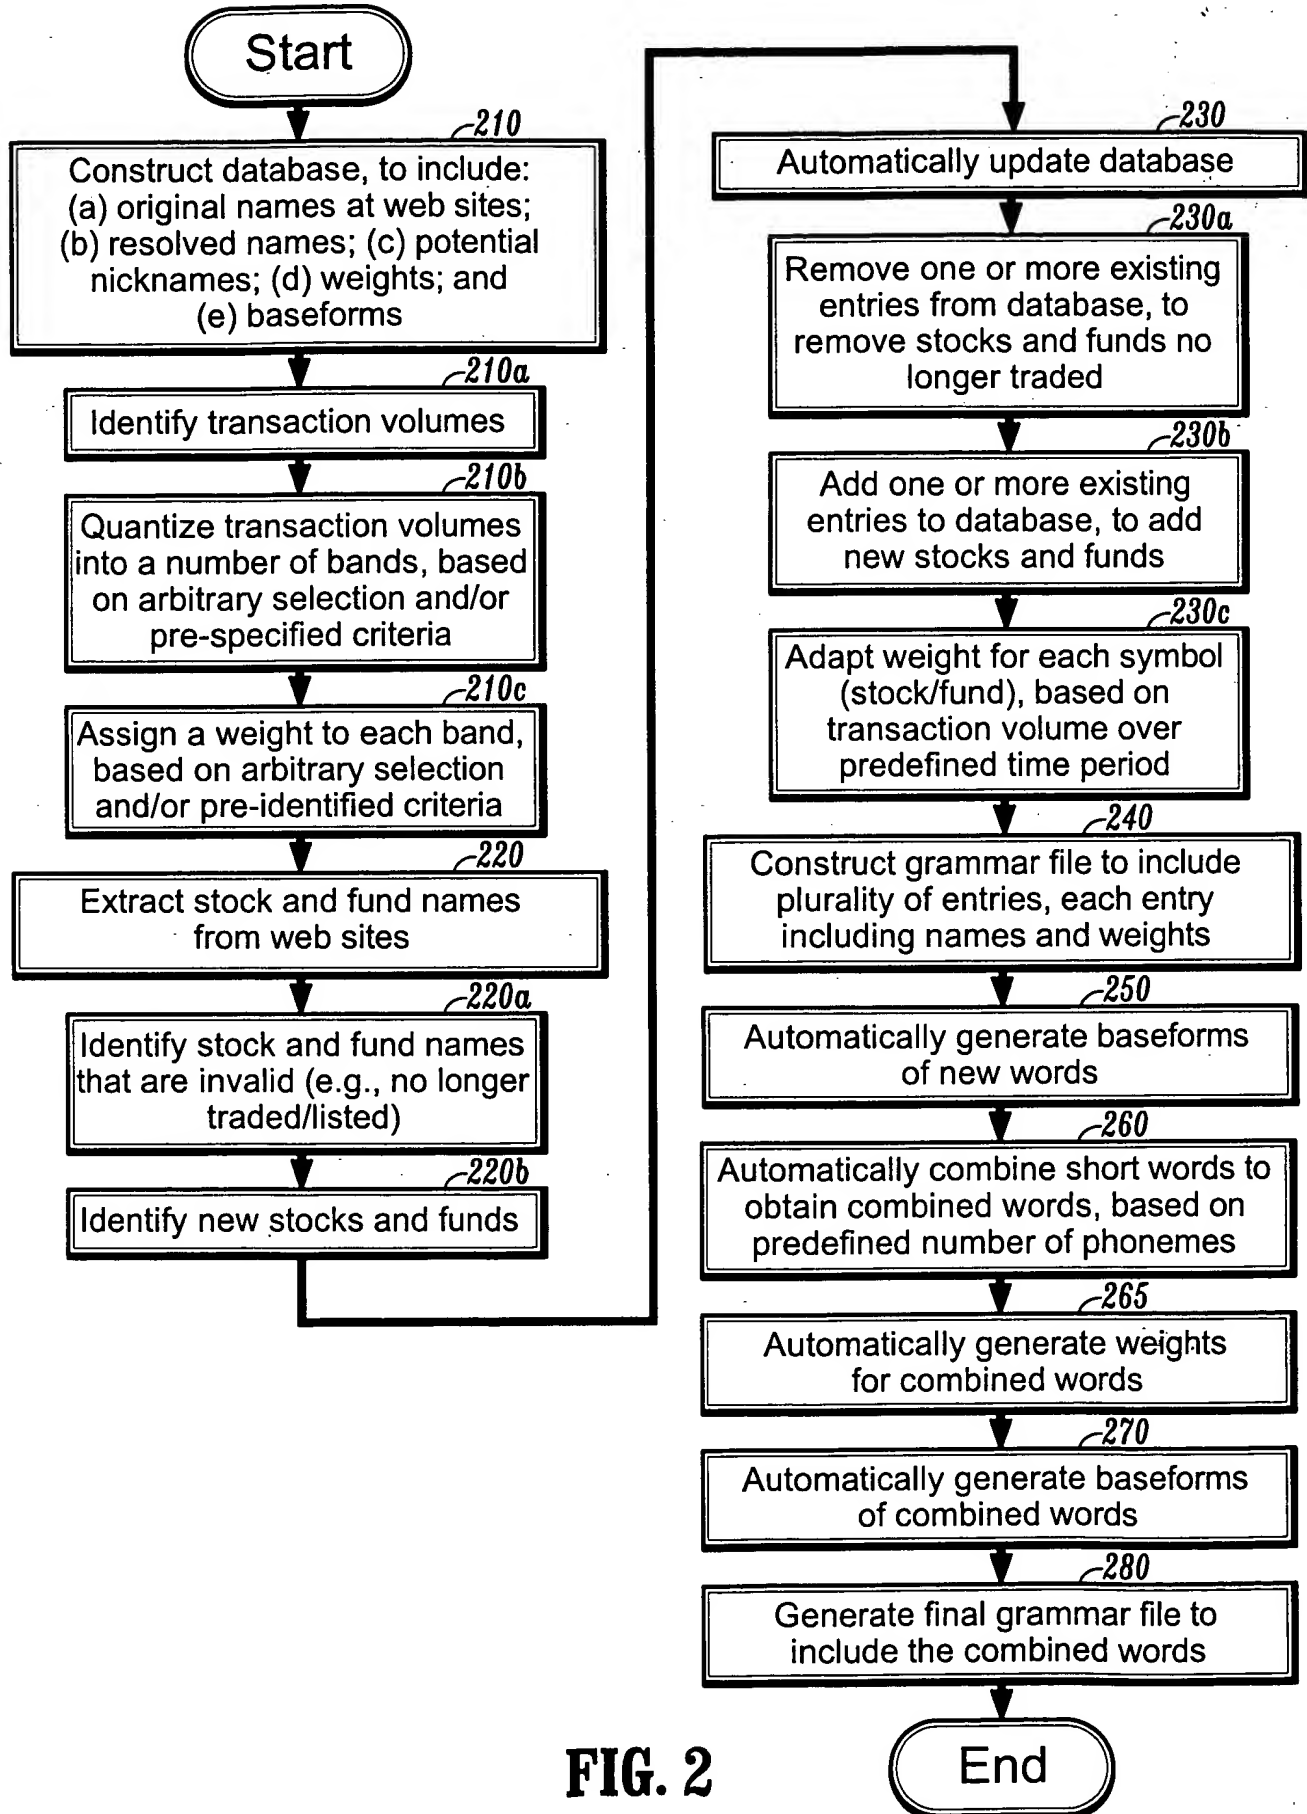 Start
210
Construct database, to include:
(a) original names at web sites;
(b) resolved names; (c) potential
nicknames; (d) weights; and
(e) baseforms
210a
Identify transaction volumes
210b
Quantize transaction volumes
into a number of bands, based
on arbitrary selection and/or
pre-specified criteria
210c
Assign a weight to each band,
based on arbitrary selection
and/or pre-identified criteria
220
Extract stock and fund names
from web sites
220a
Identify stock and fund names
that are invalid (e.g., no longer
traded/listed)
220b
Identify new stocks and funds
230
Automatically update database
230a
Remove one or more existing
entries from database, to
remove stocks and funds no
longer traded
230b
Add one or more existing
entries to database, to add
new stocks and funds
230c
Adapt weight for each symbol
(stock/fund), based on
transaction volume over
predefined time period
240
Construct grammar file to include
plurality of entries, each entry
including names and weights
250
Automatically generate baseforms
of new words
260
Automatically combine short words to
obtain combined words, based on
predefined number of phonemes
265
Automatically generate weights
for combined words
270
Automatically generate baseforms
of combined words
280
Generate final grammar file to
include the combined words
End
FIG. 2